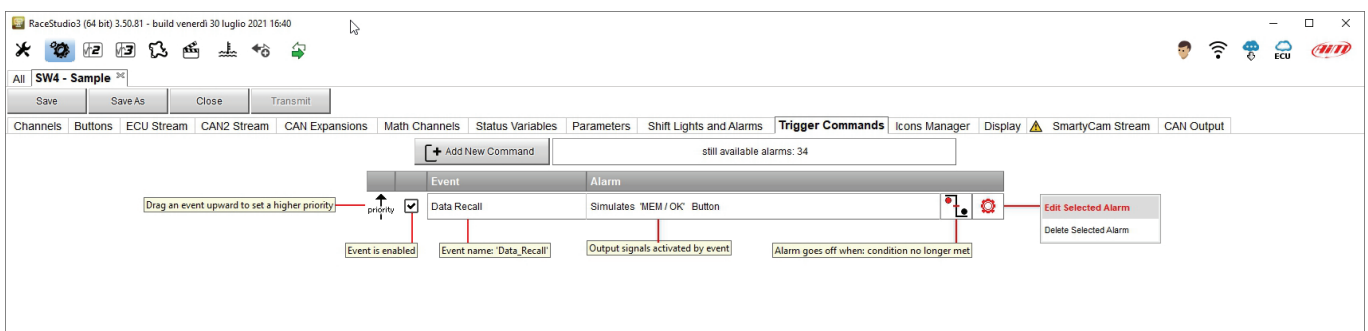 RaceStudio3 (64 bit) 3.50.81 - build venerdì 30 luglio 2021 16:40
ECU AiM
All SW4 - Sample
Save Save As Close Transmit
Channels Buttons ECU Stream CAN2 Stream CAN Expansions Math Channels Status Variables Parameters Shift Lights and Alarms Trigger Commands Icons Manager Display SmartyCam Stream CAN Output
Add New Command still available alarms: 34
Event Alarm
Drag an event upward to set a higher priority priority Data Recall Simulates 'MEM / OK' Button Edit Selected Alarm
Delete Selected Alarm
Event is enabled Event name: 'Data_Recall' Output signals activated by event Alarm goes off when: condition no longer met